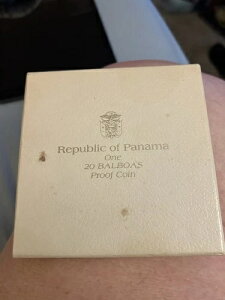 Republic of Panama
One
20 BALBOAS
Proof Coin